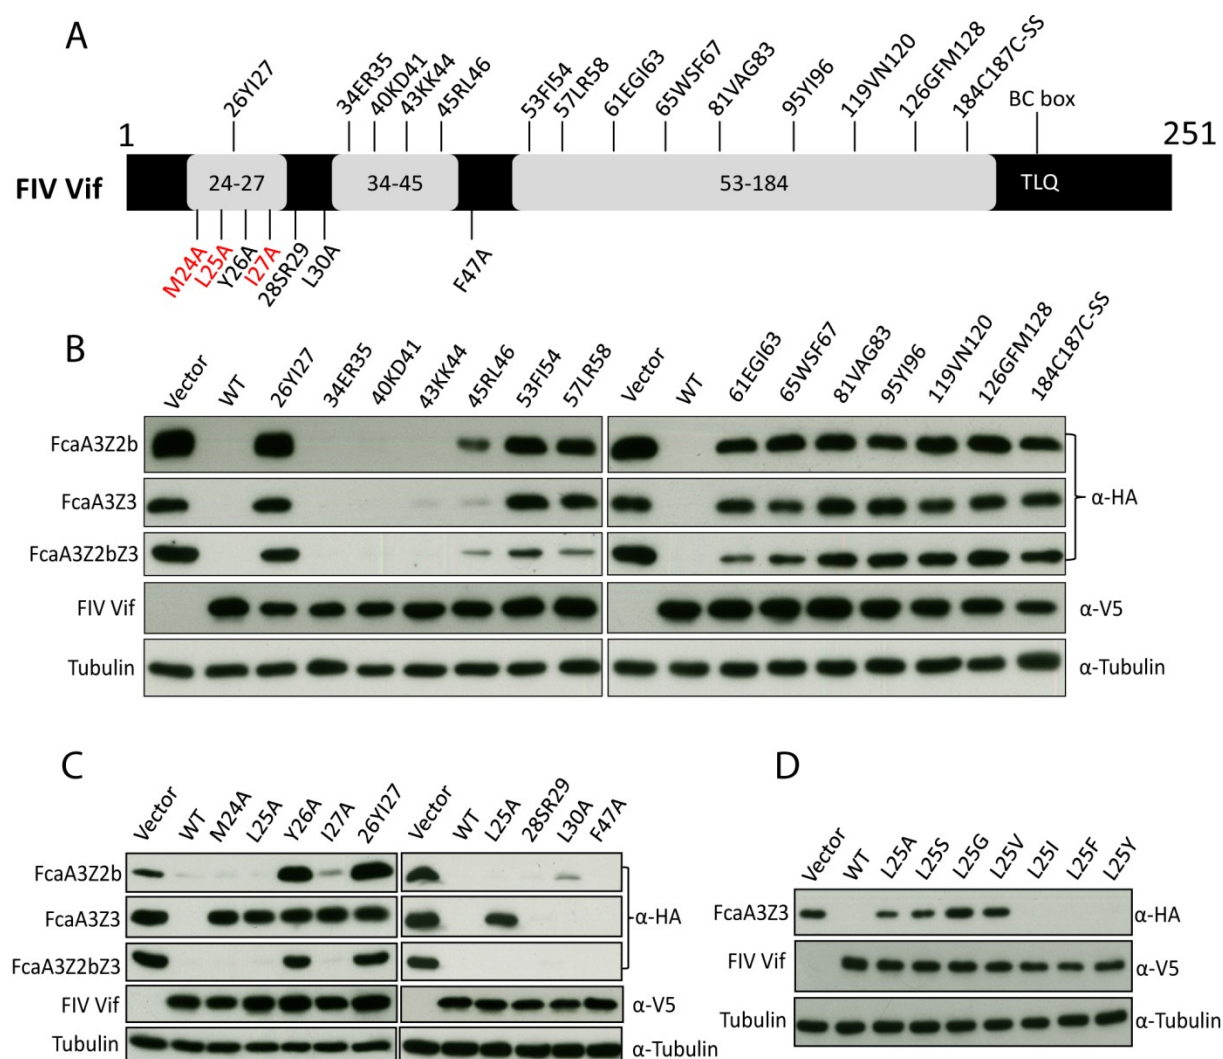 A
26YI27
34ER35
40KD41
43KK44
45RL46
53FI54
57LR58
61EGI63
65WSF67
81VAG83
95YI96
119VN120
126GFM128
184C187C-SS
BC box
1
251
FIV Vif
24-27
34-45
53-184
TLQ
M24A
L25A
Y26A
I27A
28SR29
L30A
F47A
B
Vector
WT
26YI27
34ER35
40KD41
43KK44
45RL46
53FI54
57LR58
Vector
WT
61EGI63
65WSF67
81VAG83
95YI96
119VN120
126GFM128
184C187C-SS
FcaA3Z2b
FcaA3Z3
α-HA
FcaA3Z2bZ3
FIV Vif
α-V5
Tubulin
α-Tubulin
C
Vector
WT
M24A
L25A
Y26A
I27A
26YI27
Vector
WT
L25A
28SR29
L30A
F47A
FcaA3Z2b
FcaA3Z3
α-HA
FcaA3Z2bZ3
FIV Vif
α-V5
Tubulin
α-Tubulin
D
Vector
WT
L25A
L25S
L25G
L25V
L25I
L25F
L25Y
FcaA3Z3
α-HA
FIV Vif
α-V5
Tubulin
α-Tubulin